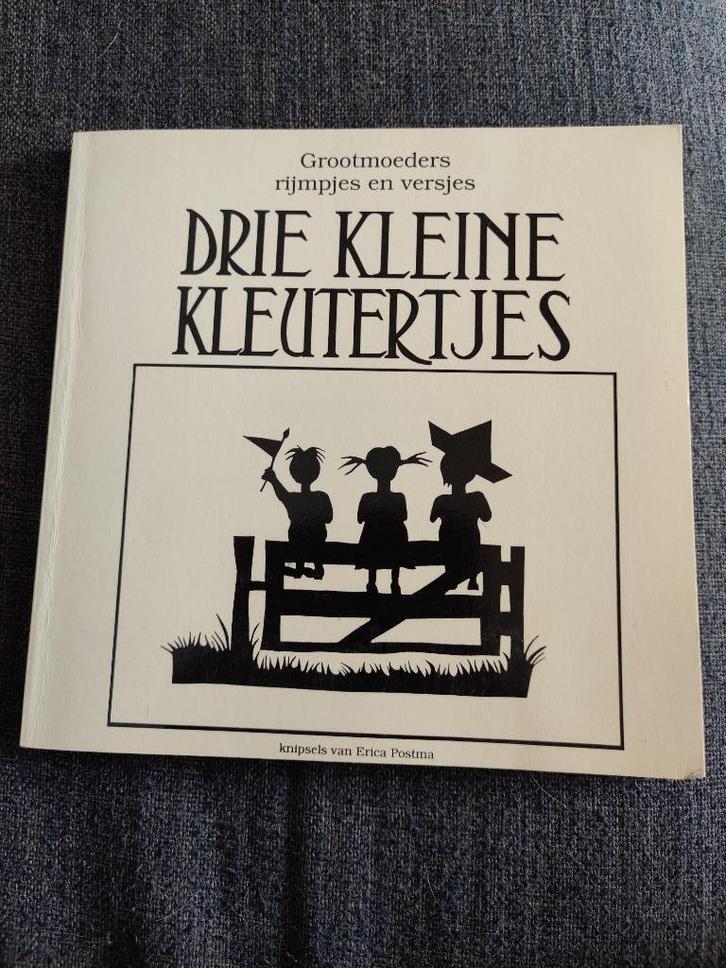 Grootmoeders
rijmpjes en versjes
DRIE KLEINE
KLEUTERTJES
knipsels van Erica Postma